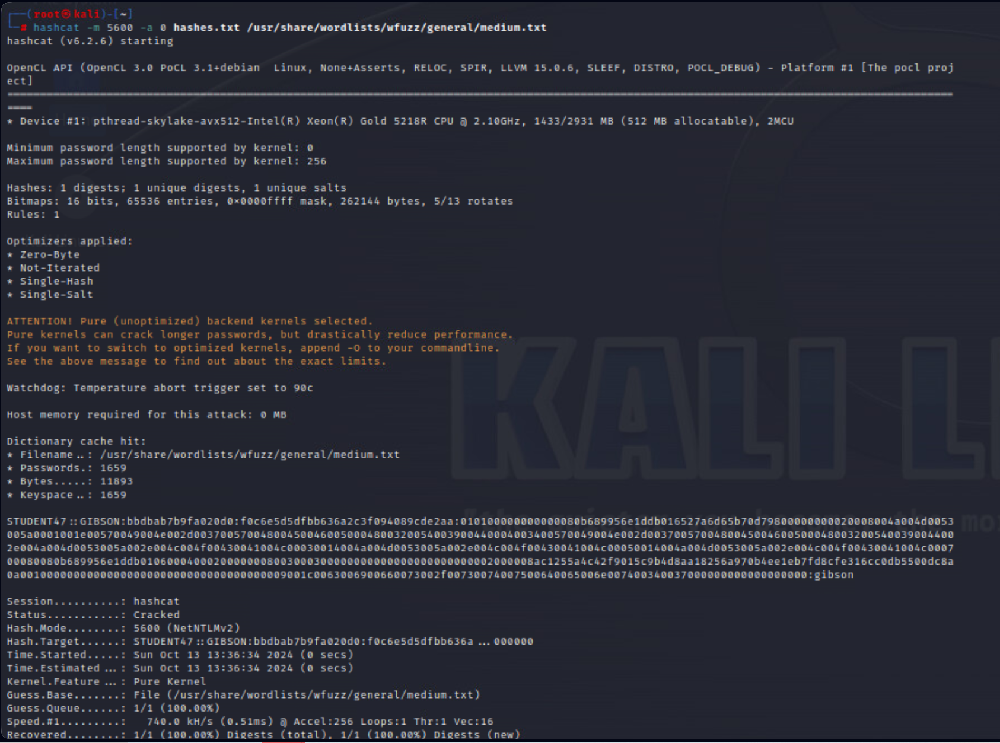 ┌──(root㉿kali)-[~]
└─# hashcat -m 5600 -a 0 hashes.txt /usr/share/wordlists/wfuzz/general/medium.txt
hashcat (v6.2.6) starting

OpenCL API (OpenCL 3.0 PoCL 3.1+debian  Linux, None+Asserts, RELOC, SPIR, LLVM 15.0.6, SLEEF, DISTRO, POCL_DEBUG) - Platform #1 [The pocl proj
ect]
==============================================================================================================================================
====
* Device #1: pthread-skylake-avx512-Intel(R) Xeon(R) Gold 5218R CPU @ 2.10GHz, 1433/2931 MB (512 MB allocatable), 2MCU

Minimum password length supported by kernel: 0
Maximum password length supported by kernel: 256

Hashes: 1 digests; 1 unique digests, 1 unique salts
Bitmaps: 16 bits, 65536 entries, 0x0000ffff mask, 262144 bytes, 5/13 rotates
Rules: 1

Optimizers applied:
* Zero-Byte
* Not-Iterated
* Single-Hash
* Single-Salt

ATTENTION! Pure (unoptimized) backend kernels selected.
Pure kernels can crack longer passwords, but drastically reduce performance.
If you want to switch to optimized kernels, append -O to your commandline.
See the above message to find out about the exact limits.

Watchdog: Temperature abort trigger set to 90c

Host memory required for this attack: 0 MB

Dictionary cache hit:
* Filename..: /usr/share/wordlists/wfuzz/general/medium.txt
* Passwords.: 1659
* Bytes.....: 11893
* Keyspace..: 1659

STUDENT47::GIBSON:bbdbab7b9fa020d0:f0c6e5d5dfbb636a2c3f094089cde2aa:010100000000000080b689956e1ddb016527a6d65b70d79800000000020008004a004d0053
005a0001001e00570049004e002d003700570048004500460050004800320054003900440004003400570049004e002d003700570048004500460050004800320054003900440​0
2e004a004d0053005a002e004c004f00430041004c00030014004a004d0053005a002e004c004f00430041004c00050014004a004d0053005a002e004c004f00430041004c0007
00080080b689956e1ddb01060004000200000008003000300000000000000000000000002000008ac1255a4c42f9015c9b4d8aa18256a970b4ee1eb7fd8cfe316cc0db5500dc8a
0a0010000000000000000000000000000000000009001c0063006900660073002f00730074007500640065006e007400340037000000000000000000:gibson

Session..........: hashcat
Status...........: Cracked
Hash.Mode........: 5600 (NetNTLMv2)
Hash.Target......: STUDENT47::GIBSON:bbdbab7b9fa020d0:f0c6e5d5dfbb636a...000000
Time.Started.....: Sun Oct 13 13:36:34 2024 (0 secs)
Time.Estimated...: Sun Oct 13 13:36:34 2024 (0 secs)
Kernel.Feature...: Pure Kernel
Guess.Base.......: File (/usr/share/wordlists/wfuzz/general/medium.txt)
Guess.Queue......: 1/1 (100.00%)
Speed.#1.........:   740.0 kH/s (0.51ms) @ Accel:256 Loops:1 Thr:1 Vec:16
Recovered........: 1/1 (100.00%) Digests (total), 1/1 (100.00%) Digests (new)
KALI LI